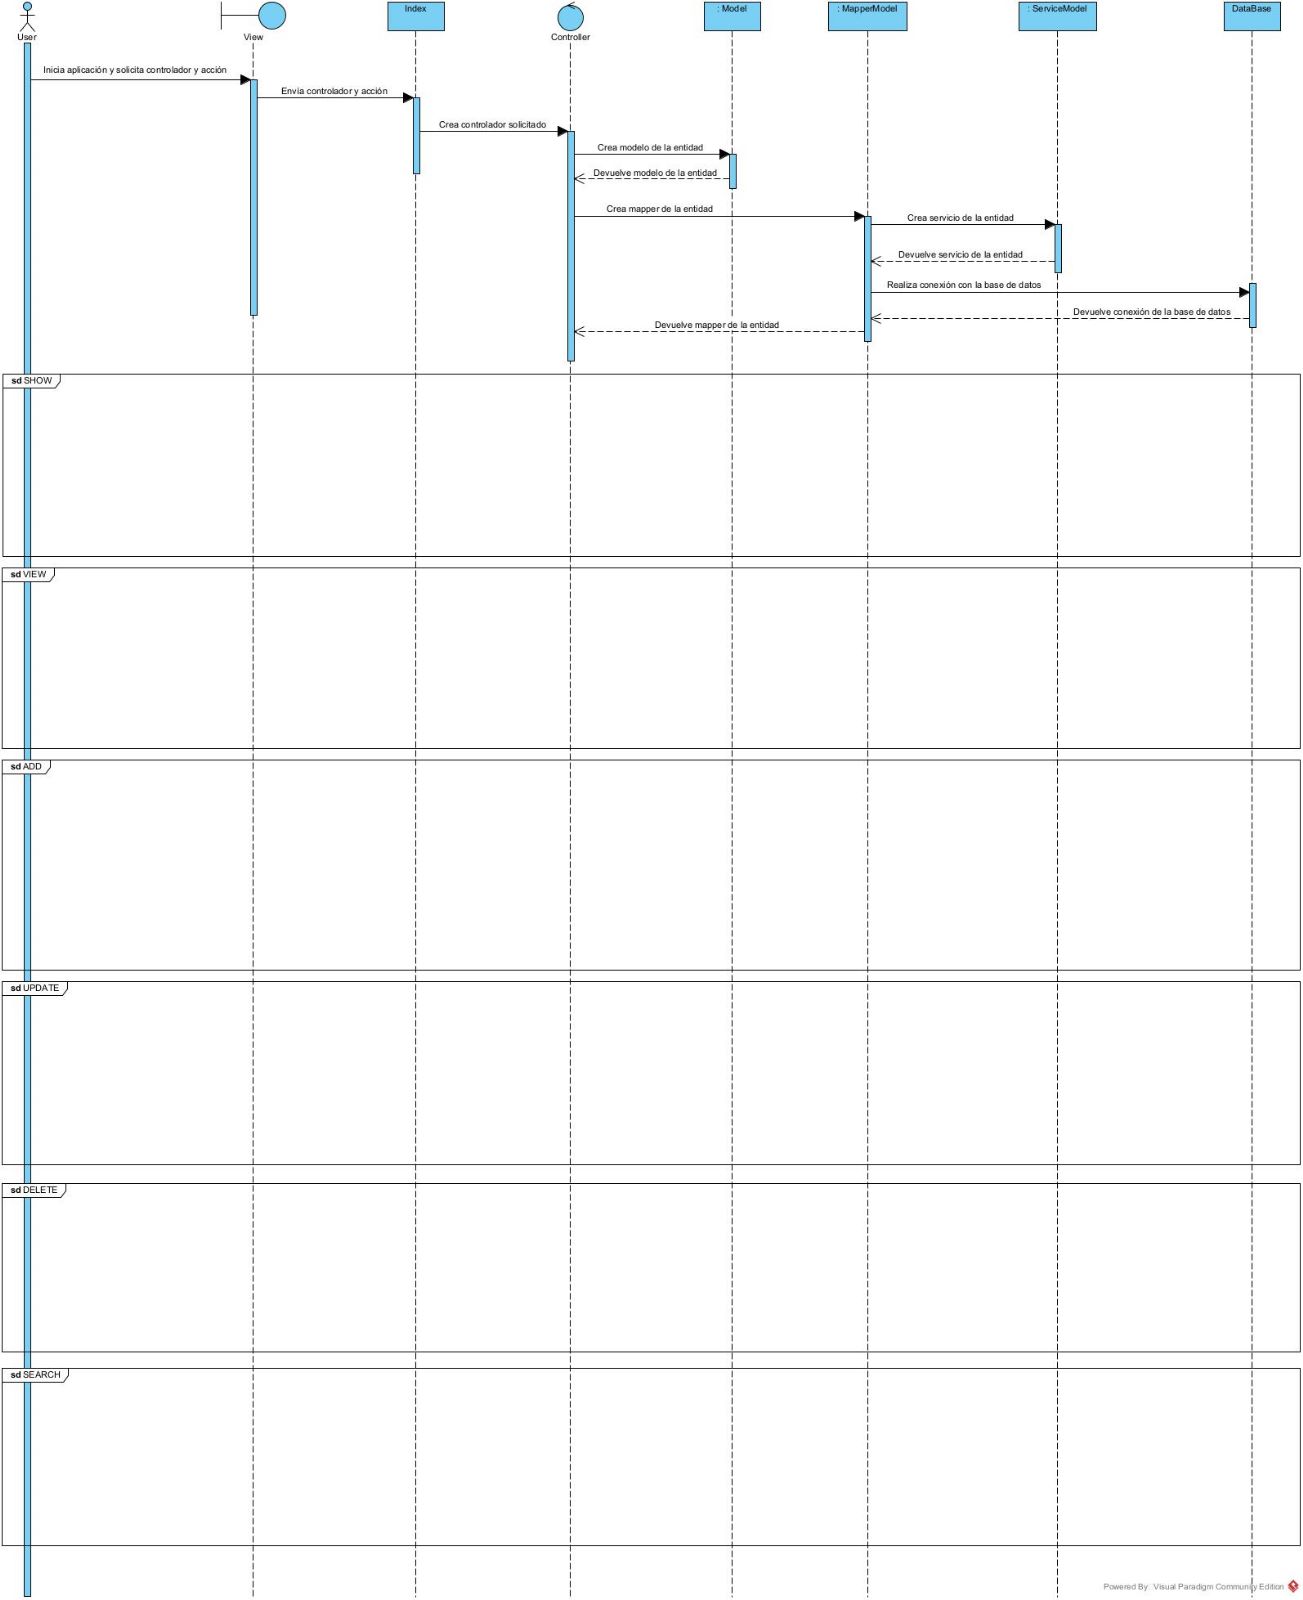 Index
: Model
: MapperModel
: ServiceModel
DataBase
User
View
Controller
Inicia aplicación y solicita controlador y acción
Envía controlador y acción
Crea controlador solicitado
Crea modelo de la entidad
Devuelve modelo de la entidad
Crea mapper de la entidad
Crea servicio de la entidad
Devuelve servicio de la entidad
Realiza conexión con la base de datos
Devuelve conexión de la base de datos
Devuelve mapper de la entidad
sd SHOW
sd VIEW
sd ADD
sd UPDATE
sd DELETE
sd SEARCH
Powered By: Visual Paradigm Community Edition